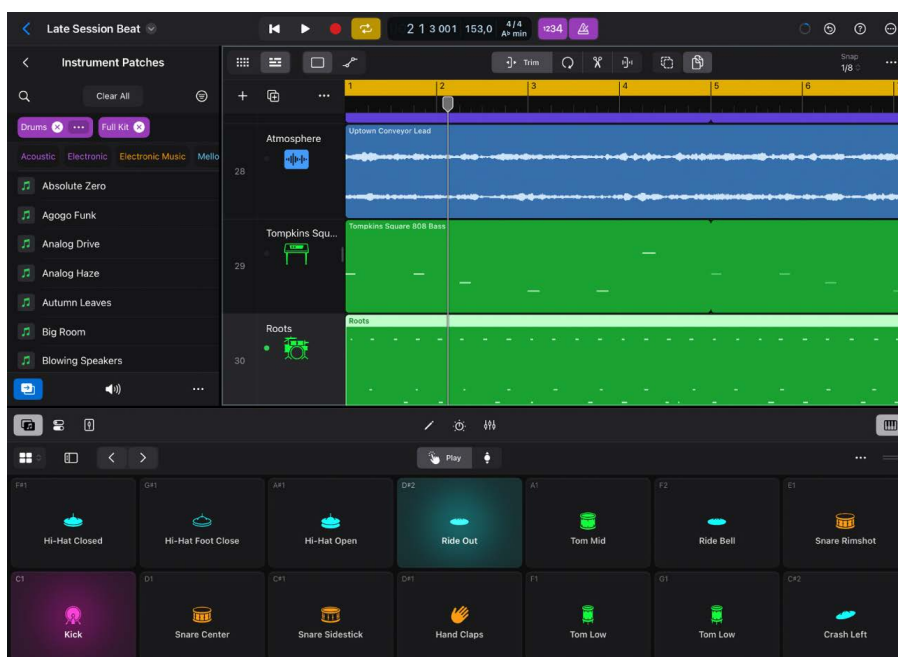 Late Session Beat
2 1 3 001 153,0 4/4 A♭ min
1234
Instrument Patches
Trim
Snap
1/8
Clear All
1 2 3 4 5 6
Drums
Full Kit
Acoustic Electronic Electronic Music Mello
Absolute Zero
Agogo Funk
Analog Drive
Analog Haze
Autumn Leaves
Big Room
Blowing Speakers
Atmosphere
28
Uptown Conveyor Lead
Tompkins Squ...
29
Tompkins Square 808 Bass
Roots
30
Roots
Play
F#1 G#1 A#1 D#2 A1 F2 E1
Hi-Hat Closed Hi-Hat Foot Close Hi-Hat Open Ride Out Tom Mid Ride Bell Snare Rimshot
C1 D1 C#1 D#1 F1 G1 C#2
Kick Snare Center Snare Sidestick Hand Claps Tom Low Tom Low Crash Left